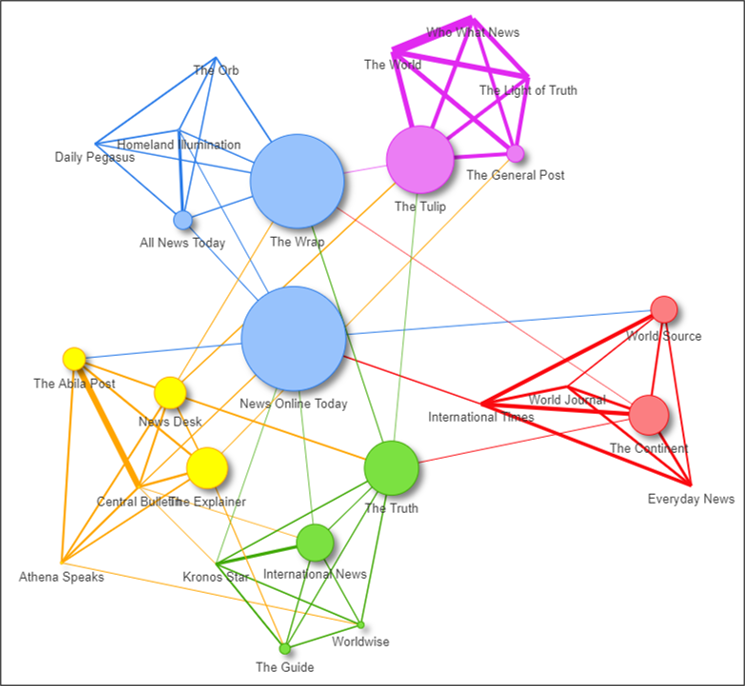 Who What News
The World
The Orb
The Light of Truth
Homeland Illumination
Daily Pegasus
The General Post
The Tulip
All News Today
The Wrap
World Source
The Abila Post
World Journal
News Online Today
International Times
News Desk
The Continent
Everyday News
Central Bulletin
The Explainer
The Truth
International News
Athena Speaks
Kronos Star
Worldwise
The Guide